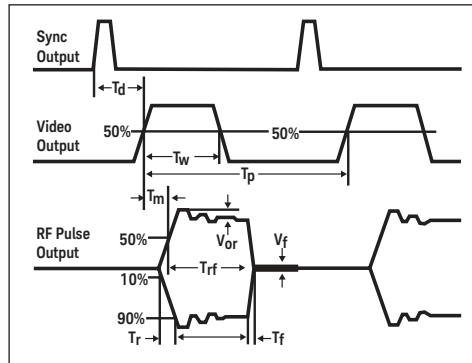 Sync
Output
Td
Video
Output
50%
50%
Tw
Tp
Tm
RF Pulse
Output
50%
Vor
Vf
Trf
10%
90%
Tr
Tf